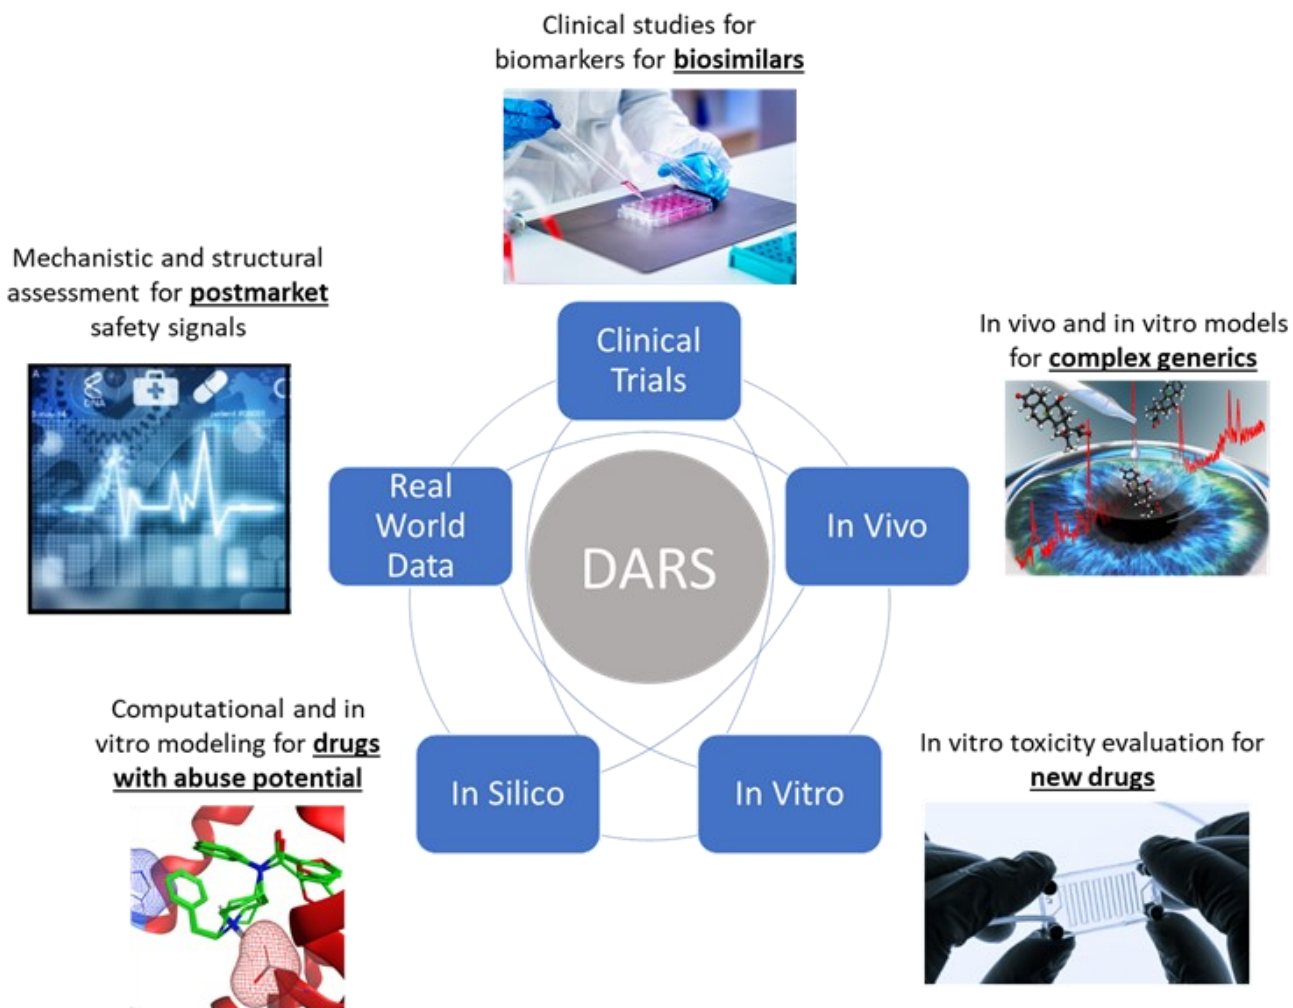 Clinical studies for
biomarkers for biosimilars
Mechanistic and structural
assessment for postmarket
safety signals
DNA
In vivo and in vitro models
for complex generics
Clinical
Trials
Real
World
Data
In Vivo
DARS
In Silico
In Vitro
Computational and in
vitro modeling for drugs
with abuse potential
In vitro toxicity evaluation for
new drugs